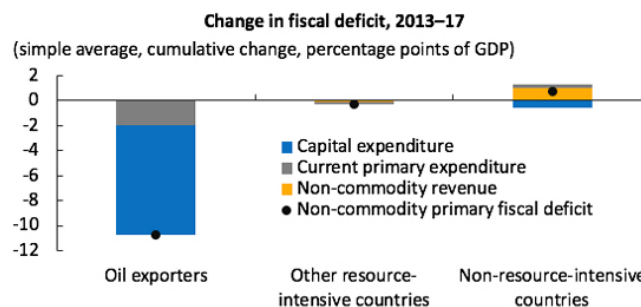 Change in fiscal deficit, 2013–17
(simple average, cumulative change, percentage points of GDP)
2
0
-2
-4
-6
-8
-10
-12
Capital expenditure
Current primary expenditure
Non-commodity revenue
Non-commodity primary fiscal deficit
Oil exporters
Other resource-
intensive countries
Non-resource-intensive
countries